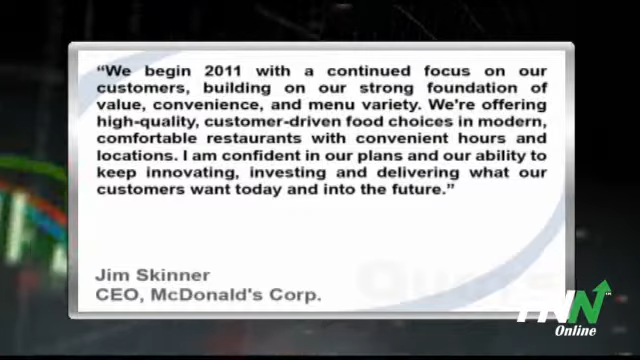 “We begin 2011 with a continued focus on our
customers, building on our strong foundation of
value, convenience, and menu variety. We're offering
high-quality, customer-driven food choices in modern,
comfortable restaurants with convenient hours and
locations. I am confident in our plans and our ability to
keep innovating, investing and delivering what our
customers want today and into the future.”
Jim Skinner
CEO, McDonald's Corp.
FNN
Online